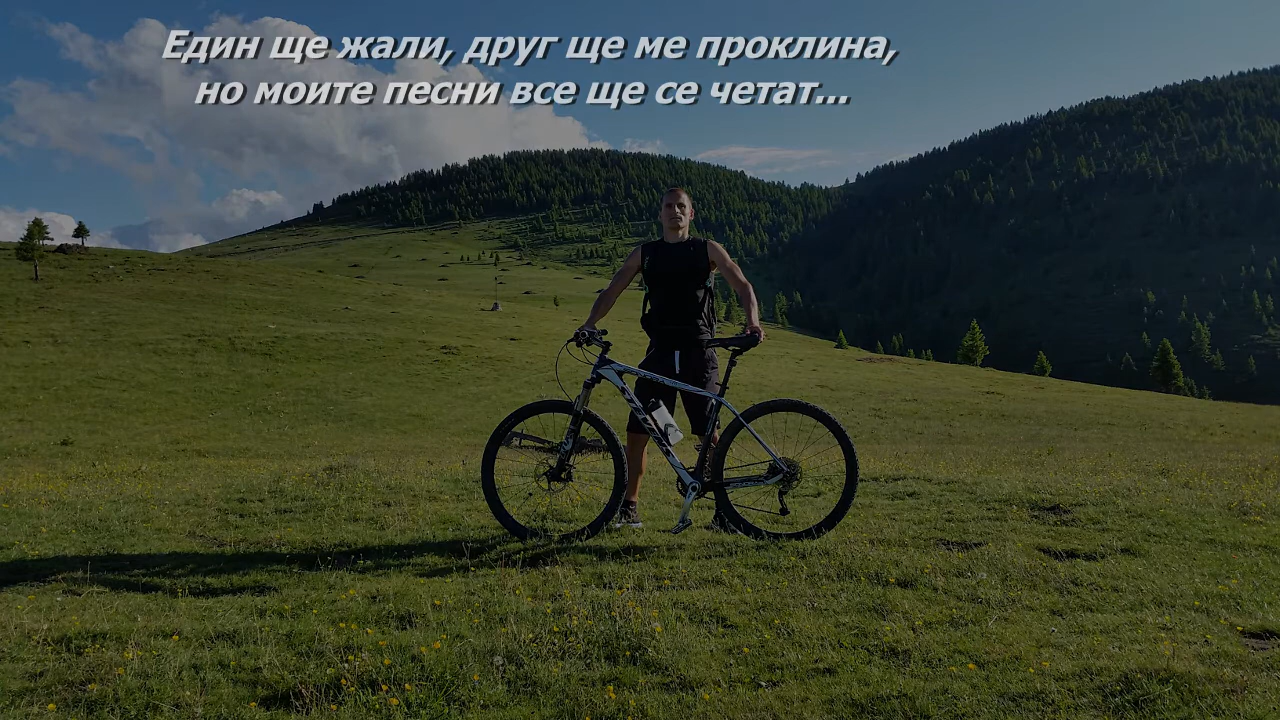 Един ще жали, друг ще ме проклина,
но моите песни все ще се четат...